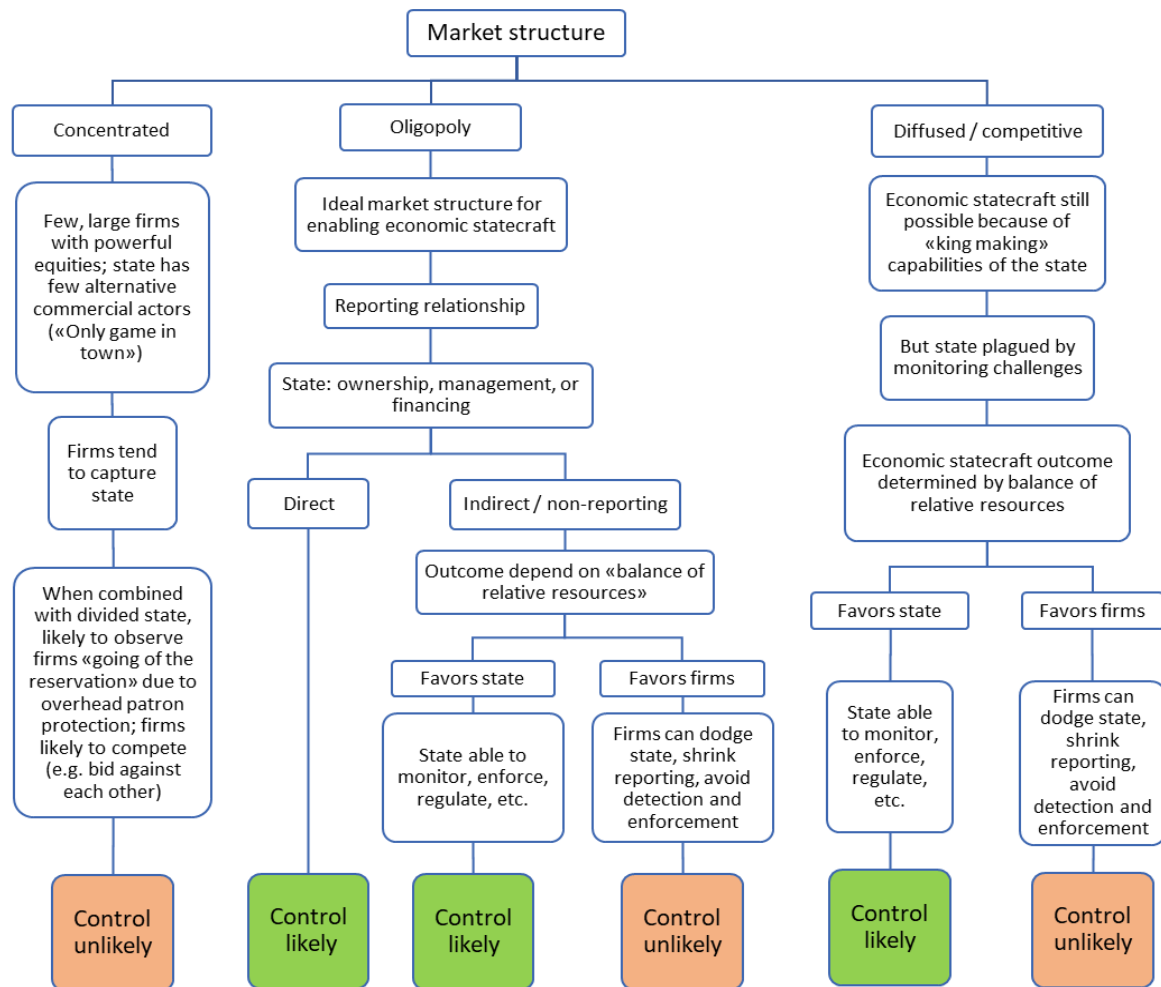 Market structure
Concentrated
Few, large firms
with powerful
equities; state has
few alternative
commercial actors
(«Only game in
town»)
Firms tend
to capture
state
When combined
with divided state,
likely to observe
firms «going of the
reservation» due to
overhead patron
protection; firms
likely to compete
(e.g. bid against
each other)
Control
unlikely
Oligopoly
Ideal market structure for
enabling economic statecraft
Reporting relationship
State: ownership, management, or
financing
Direct
Control
likely
Indirect / non-reporting
Outcome depend on «balance of
relative resources»
Favors state
State able to
monitor, enforce,
regulate, etc.
Control
likely
Favors firms
Firms can dodge
state, shrink
reporting, avoid
detection and
enforcement
Control
unlikely
Diffused / competitive
Economic statecraft still
possible because of
«king making»
capabilities of the state
But state plagued by
monitoring challenges
Economic statecraft outcome
determined by balance of
relative resources
Favors state
State able
to monitor,
enforce,
regulate,
etc.
Control
likely
Favors firms
Firms can
dodge state,
shrink
reporting,
avoid
detection and
enforcement
Control
unlikely